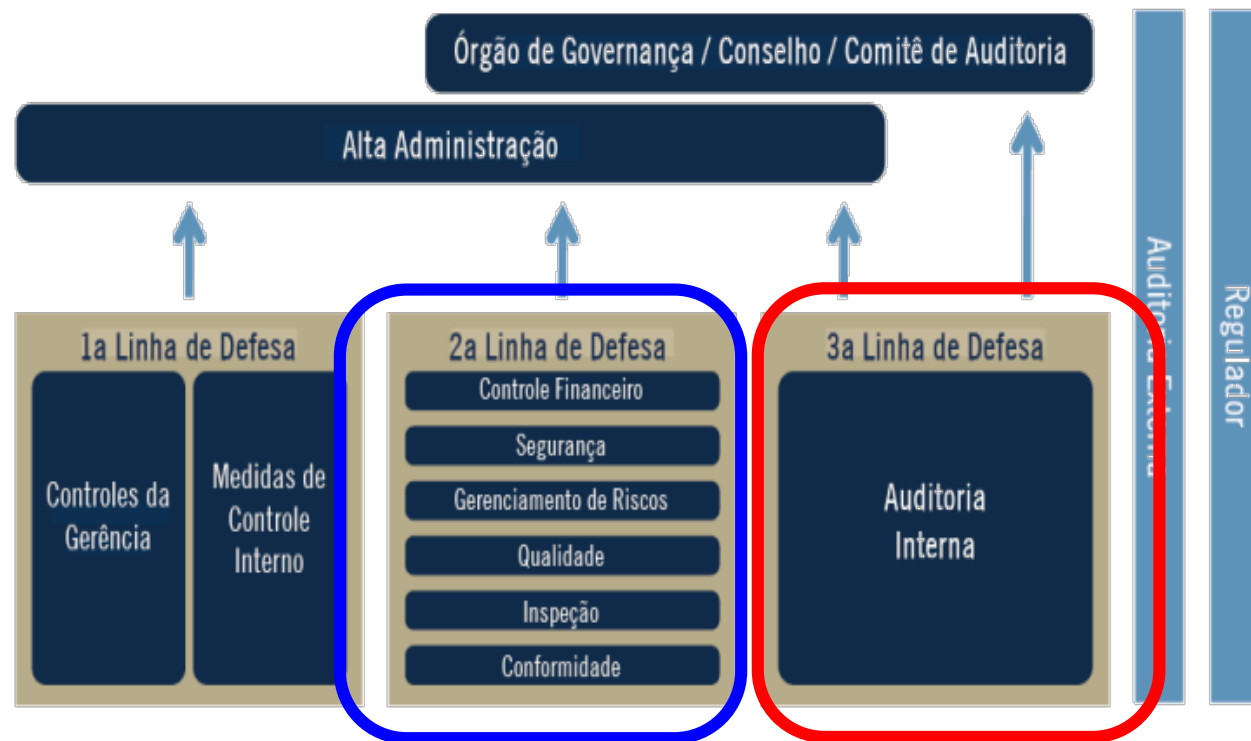 Órgão de Governança / Conselho / Comitê de Auditoria
Alta Administração
1a Linha de Defesa
Controles da
Gerência
Medidas de
Controle
Interno
2a Linha de Defesa
Controle Financeiro
Segurança
Gerenciamento de Riscos
Qualidade
Inspeção
Conformidade
3a Linha de Defesa
Auditoria
Interna
Auditoria Externa
Regulador